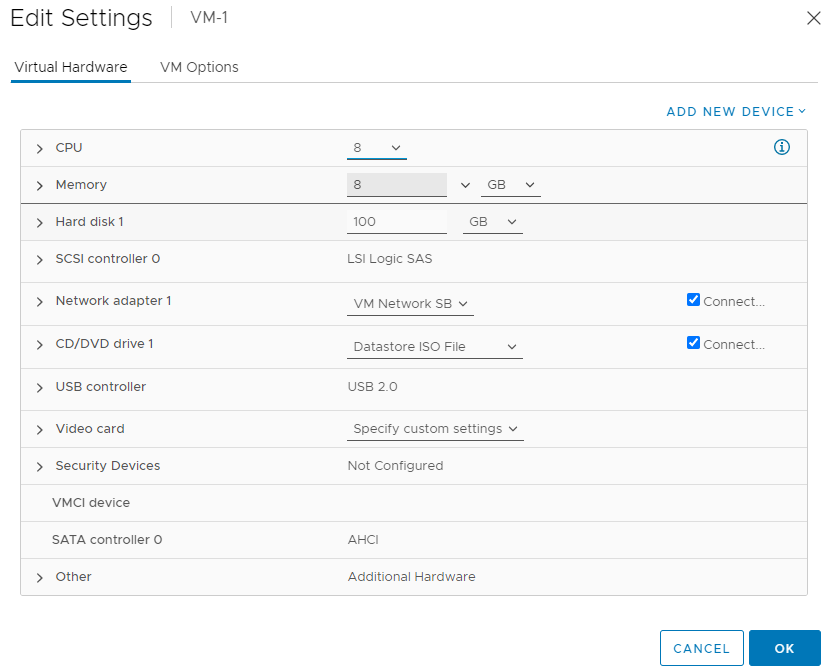 Edit Settings VM-1
Virtual Hardware VM Options
ADD NEW DEVICE
CPU 8
Memory 8 GB
Hard disk 1 100 GB
SCSI controller 0 LSI Logic SAS
Network adapter 1 VM Network SB Connect...
CD/DVD drive 1 Datastore ISO File Connect...
USB controller USB 2.0
Video card Specify custom settings
Security Devices Not Configured
VMCI device
SATA controller 0 AHCI
Other Additional Hardware
CANCEL OK